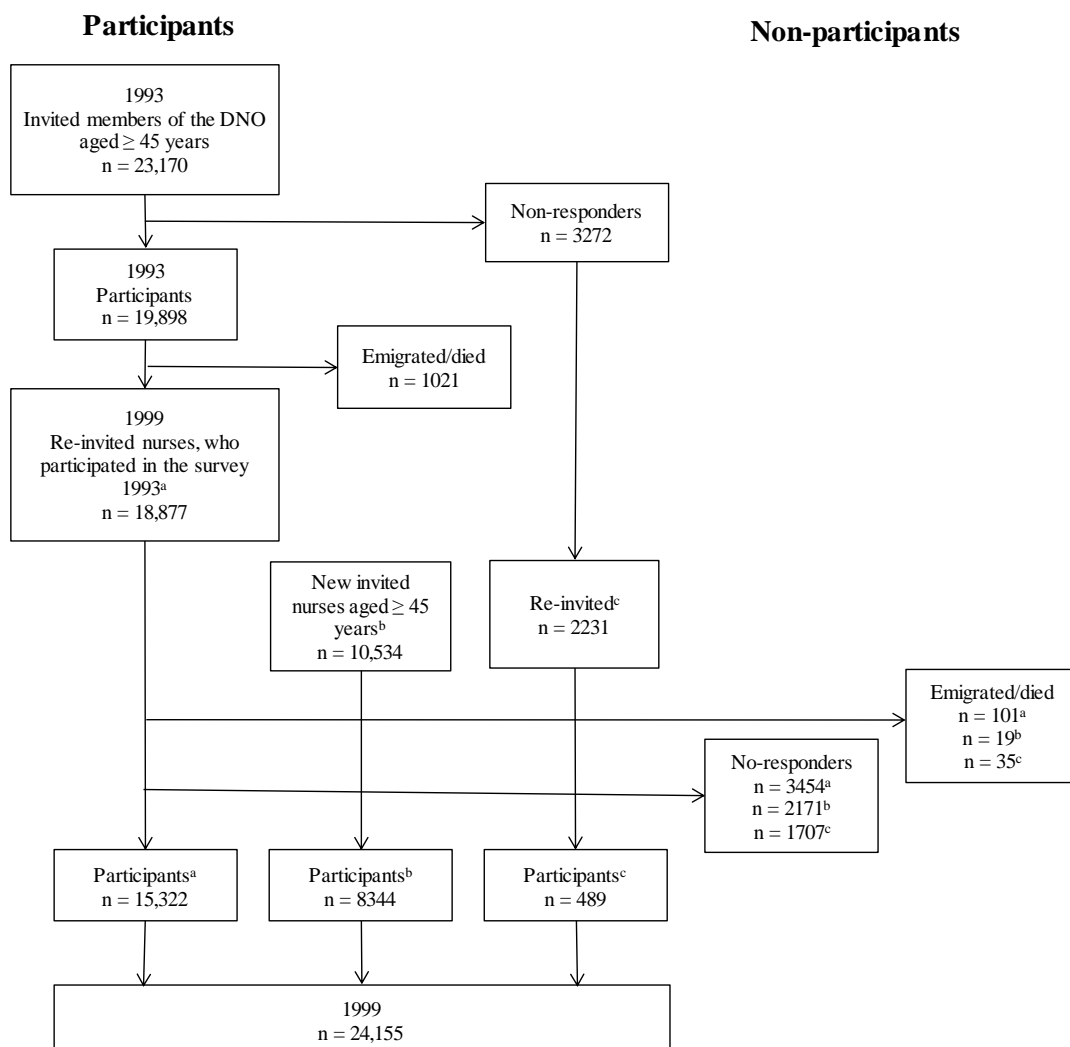 Participants
Non-participants
1993
Invited members of the DNO
aged ≥ 45 years
n = 23,170
Non-responders
n = 3272
1993
Participants
n = 19,898
Emigrated/died
n = 1021
1999
Re-invited nurses, who
participated in the survey
1993ᵃ
n = 18,877
New invited
nurses aged ≥ 45
yearsᵇ
n = 10,534
Re-invitedᶜ
n = 2231
Emigrated/died
n = 101ᵃ
n = 19ᵇ
n = 35ᶜ
No-responders
n = 3454ᵃ
n = 2171ᵇ
n = 1707ᶜ
Participantsᵃ
n = 15,322
Participantsᵇ
n = 8344
Participantsᶜ
n = 489
1999
n = 24,155